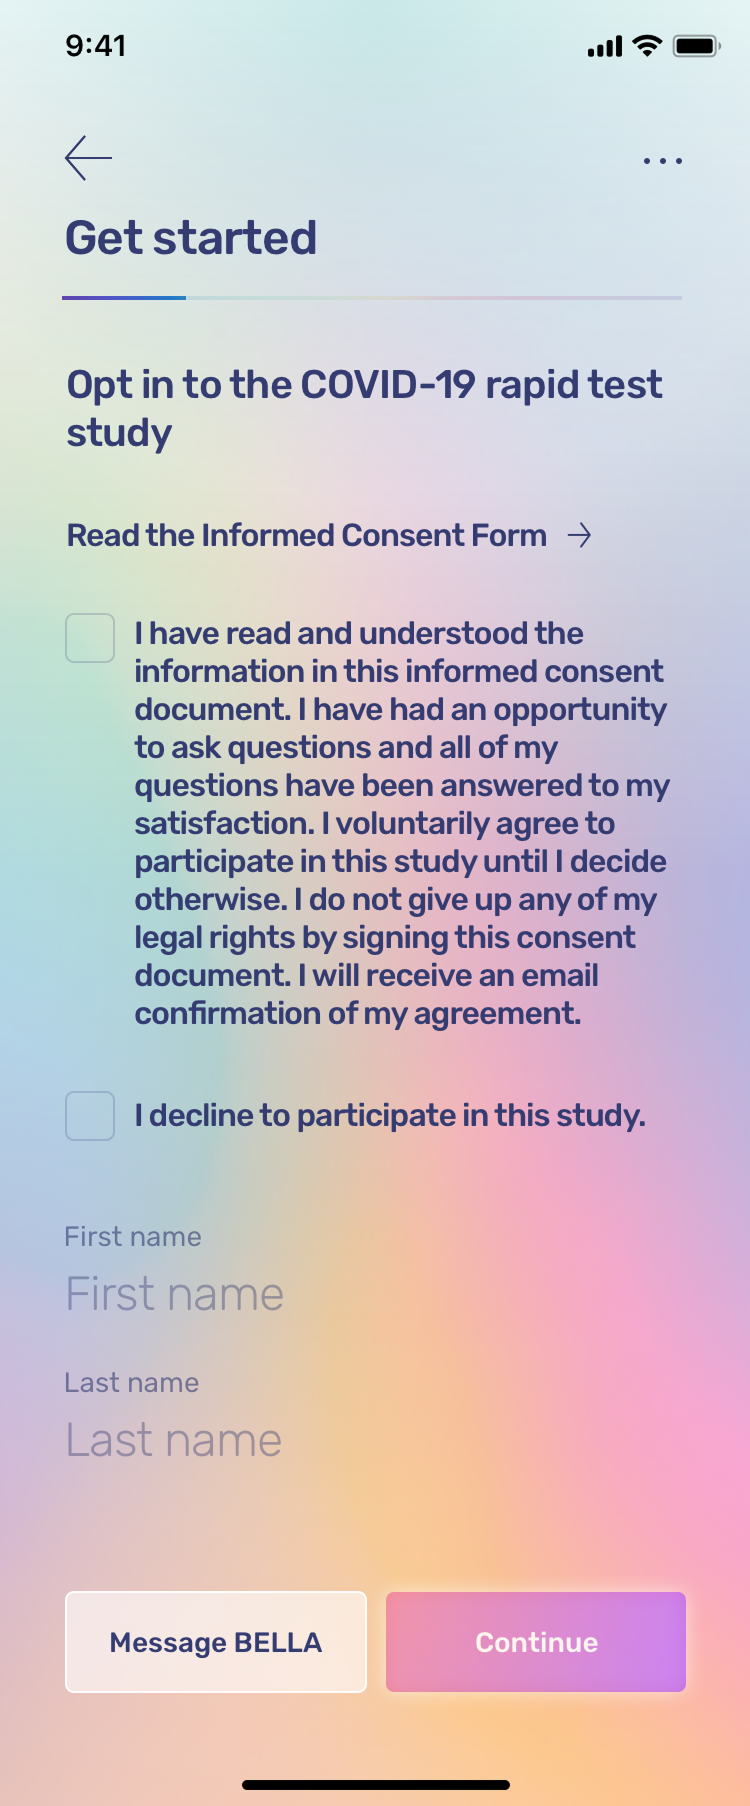 9:41
Get started
Opt in to the COVID-19 rapid test
study
Read the Informed Consent Form
I have read and understood the
information in this informed consent
document. I have had an opportunity
to ask questions and all of my
questions have been answered to my
satisfaction. I voluntarily agree to
participate in this study until I decide
otherwise. I do not give up any of my
legal rights by signing this consent
document. I will receive an email
confirmation of my agreement.
I decline to participate in this study.
First name
First name
Last name
Last name
Message BELLA
Continue